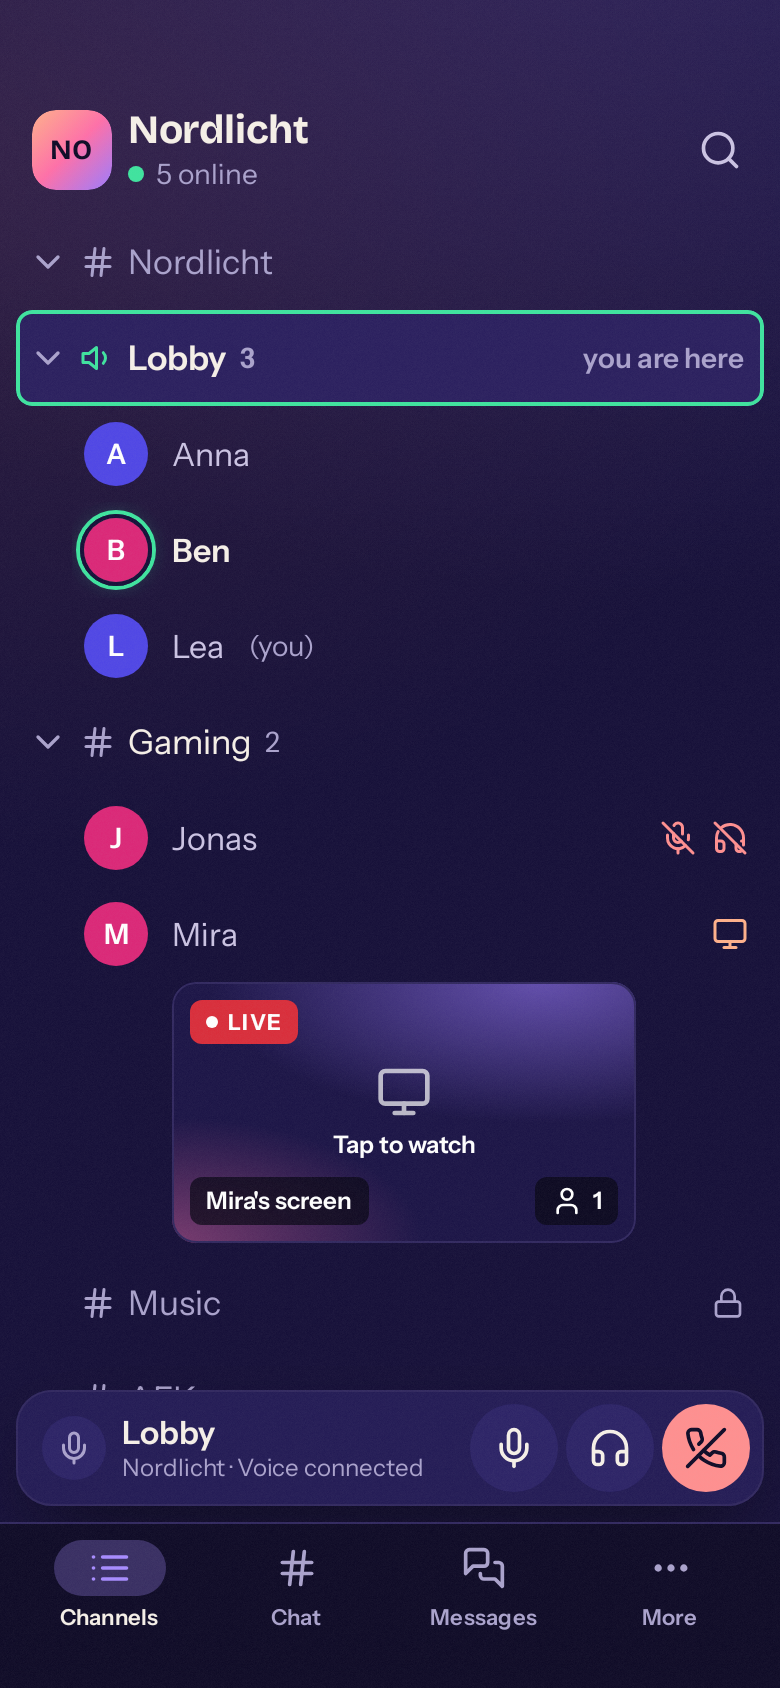 NO
Nordlicht
5 online
# Nordlicht
Lobby 3 you are here
A Anna
B Ben
L Lea (you)
# Gaming 2
J Jonas
M Mira
LIVE
Tap to watch
Mira's screen 1
# Music
# AFK
Lobby
Nordlicht · Voice connected
Channels Chat Messages More